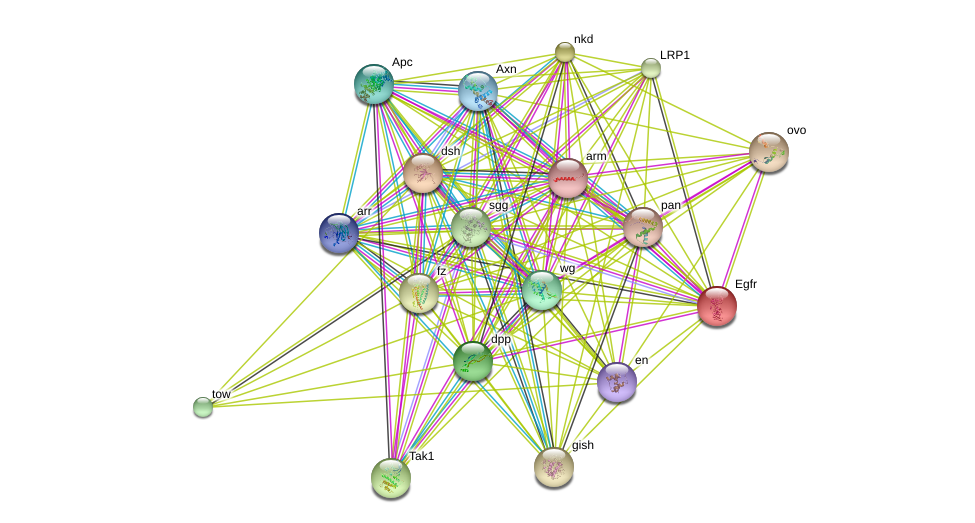 nkd
LRP1
Apc
Axn
ovo
dsh
arm
sgg
pan
arr
fz
wg
Egfr
dpp
en
tow
gish
Tak1